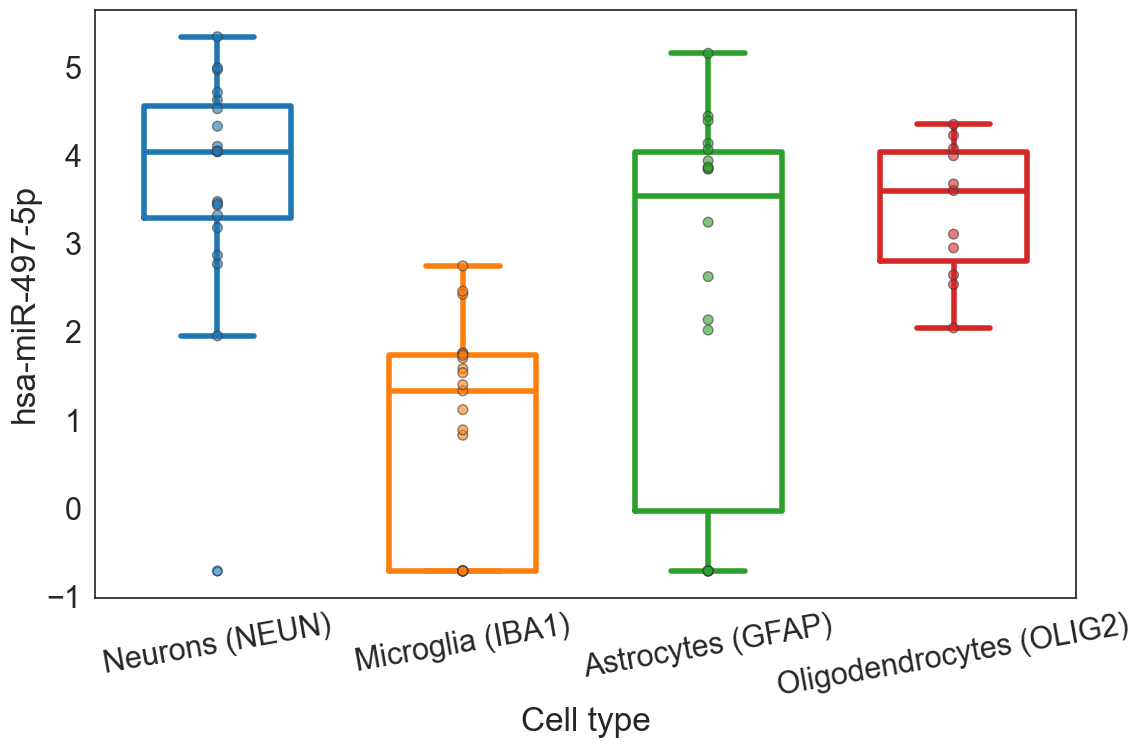 hsa-miR-497-5p
5
4
3
2
1
0
−1
Neurons (NEUN)
Microglia (IBA1)
Astrocytes (GFAP)
Oligodendrocytes (OLIG2)
Cell type